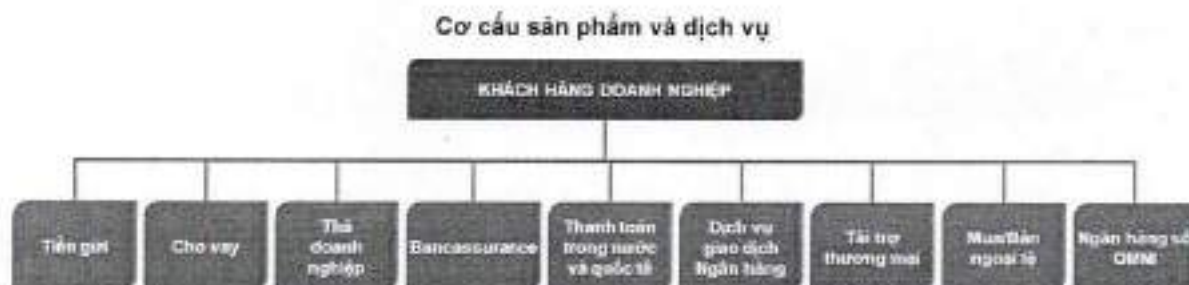 Cơ cấu sản phẩm và dịch vụ
KHÁCH HÀNG DOANH NGHIỆP
Tiền gửi
Cho vay
Thẻ
doanh
nghiệp
Bancassurance
Thanh toán
trong nước
và quốc tế
Dịch vụ
giao dịch
Ngân hàng
Tài trợ
thương mại
Mua/Bán
ngoại tệ
Ngân hàng số
OMNI